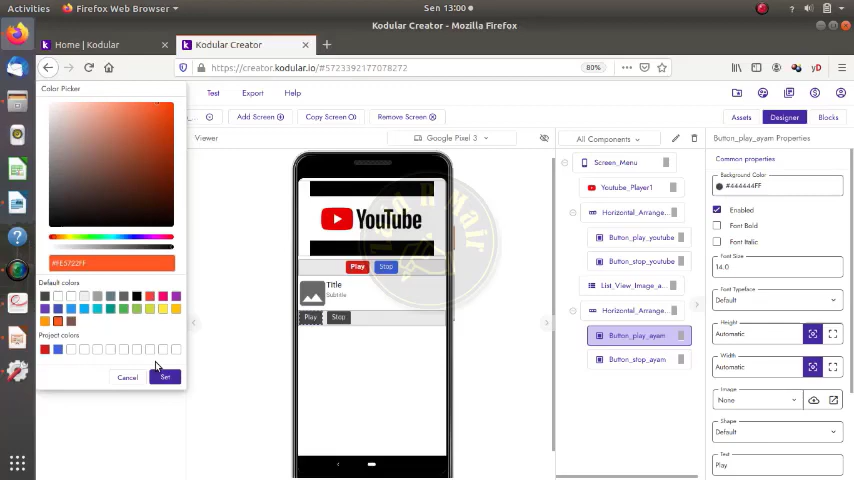 Activities
Firefox Web Browser
Sen 13:00
Kodular Creator - Mozilla Firefox
Home | Kodular
Kodular Creator
https://creator.kodular.io/#5723392177078272
80%
yD
Color Picker
Test
Export
Help
Add Screen
Copy Screen
Remove Screen
Assets
Designer
Blocks
Viewer
Google Pixel 3
All Components
Button_play_ayam Properties
Screen_Menu
Youtube_Player1
Horizontal_Arrange...
Button_play_youtube
Button_stop_youtube
List_View_Image_a...
Horizontal_Arrange...
Button_play_ayam
Button_stop_ayam
Common properties
Background Color
#444444FF
Enabled
Font Bold
Font Italic
Font Size
14.0
Font Typeface
Default
Height
Automatic
Width
Automatic
Image
None
Shape
Default
Text
Play
YouTube
Play
Stop
Title
Subtitle
Play
Stop
#FE5722FF
Default colors
Project colors
Cancel
Set